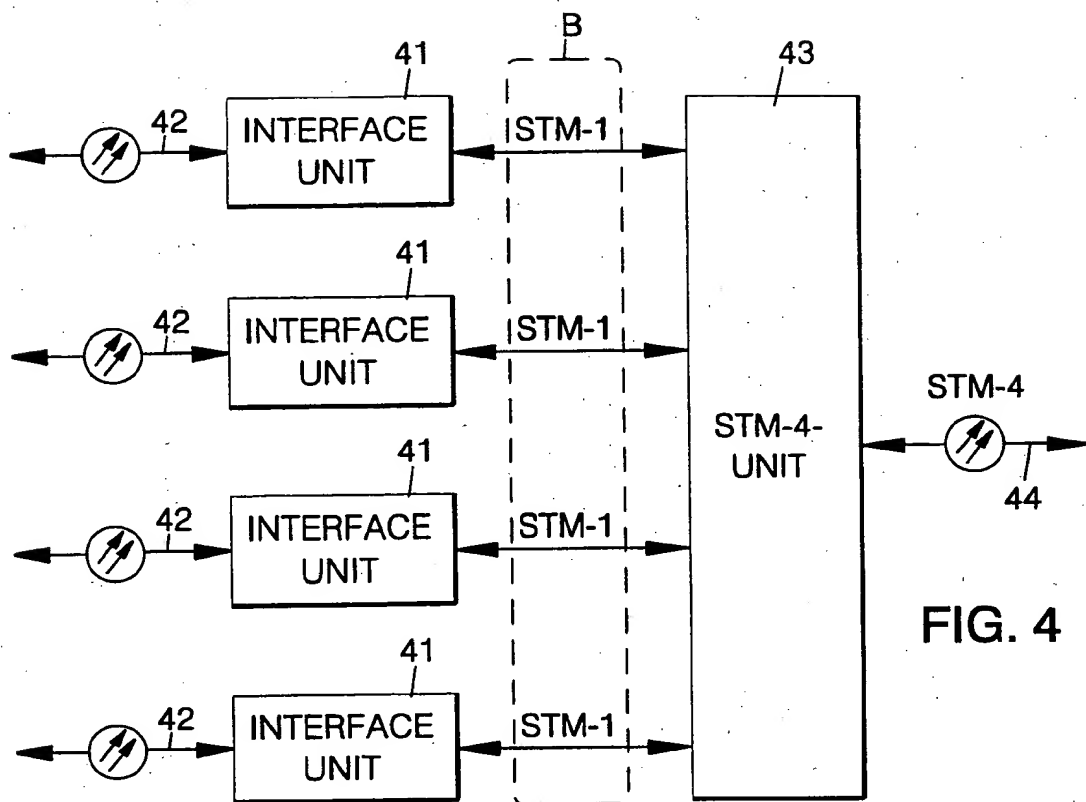 B
41
43
42
INTERFACE
UNIT
STM-1
41
42
INTERFACE
UNIT
STM-1
STM-4
STM-4-
UNIT
44
41
42
INTERFACE
UNIT
STM-1
FIG. 4
41
42
INTERFACE
UNIT
STM-1